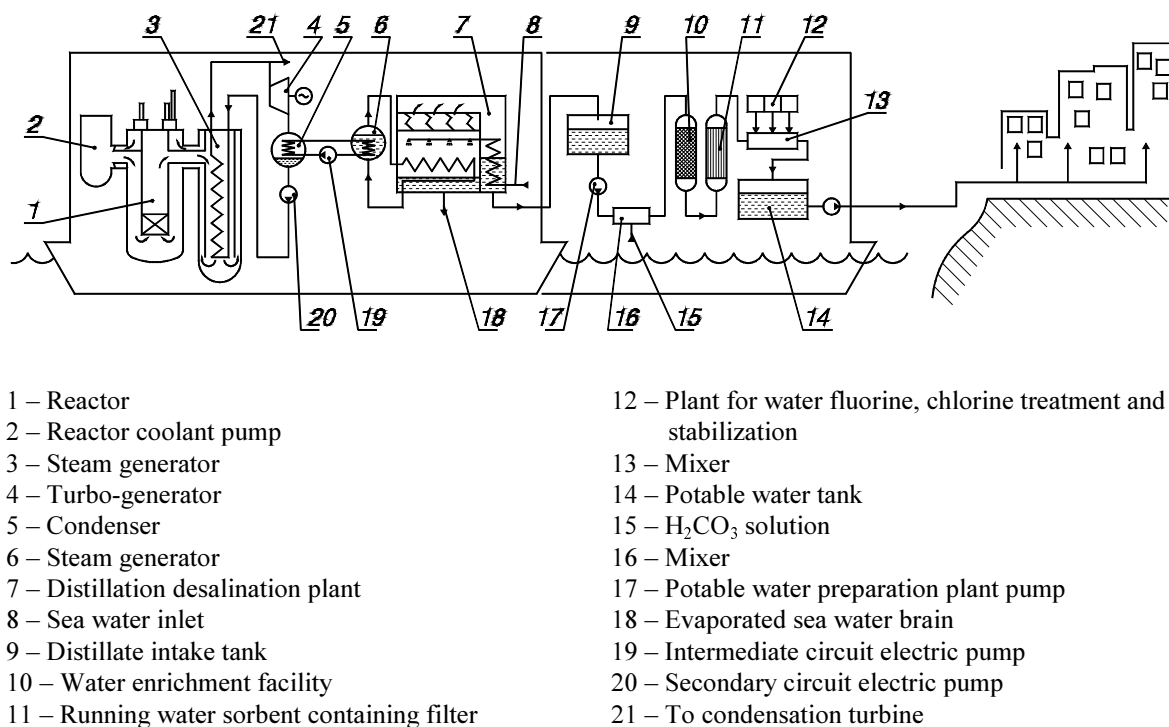 3 21 4 5 6 7 8 9 10 11 12
13
2
1
20 19 18 17 16 15 14
1 – Reactor
2 – Reactor coolant pump
3 – Steam generator
4 – Turbo-generator
5 – Condenser
6 – Steam generator
7 – Distillation desalination plant
8 – Sea water inlet
9 – Distillate intake tank
10 – Water enrichment facility
11 – Running water sorbent containing filter
12 – Plant for water fluorine, chlorine treatment and
stabilization
13 – Mixer
14 – Potable water tank
15 – H₂CO₃ solution
16 – Mixer
17 – Potable water preparation plant pump
18 – Evaporated sea water brain
19 – Intermediate circuit electric pump
20 – Secondary circuit electric pump
21 – To condensation turbine